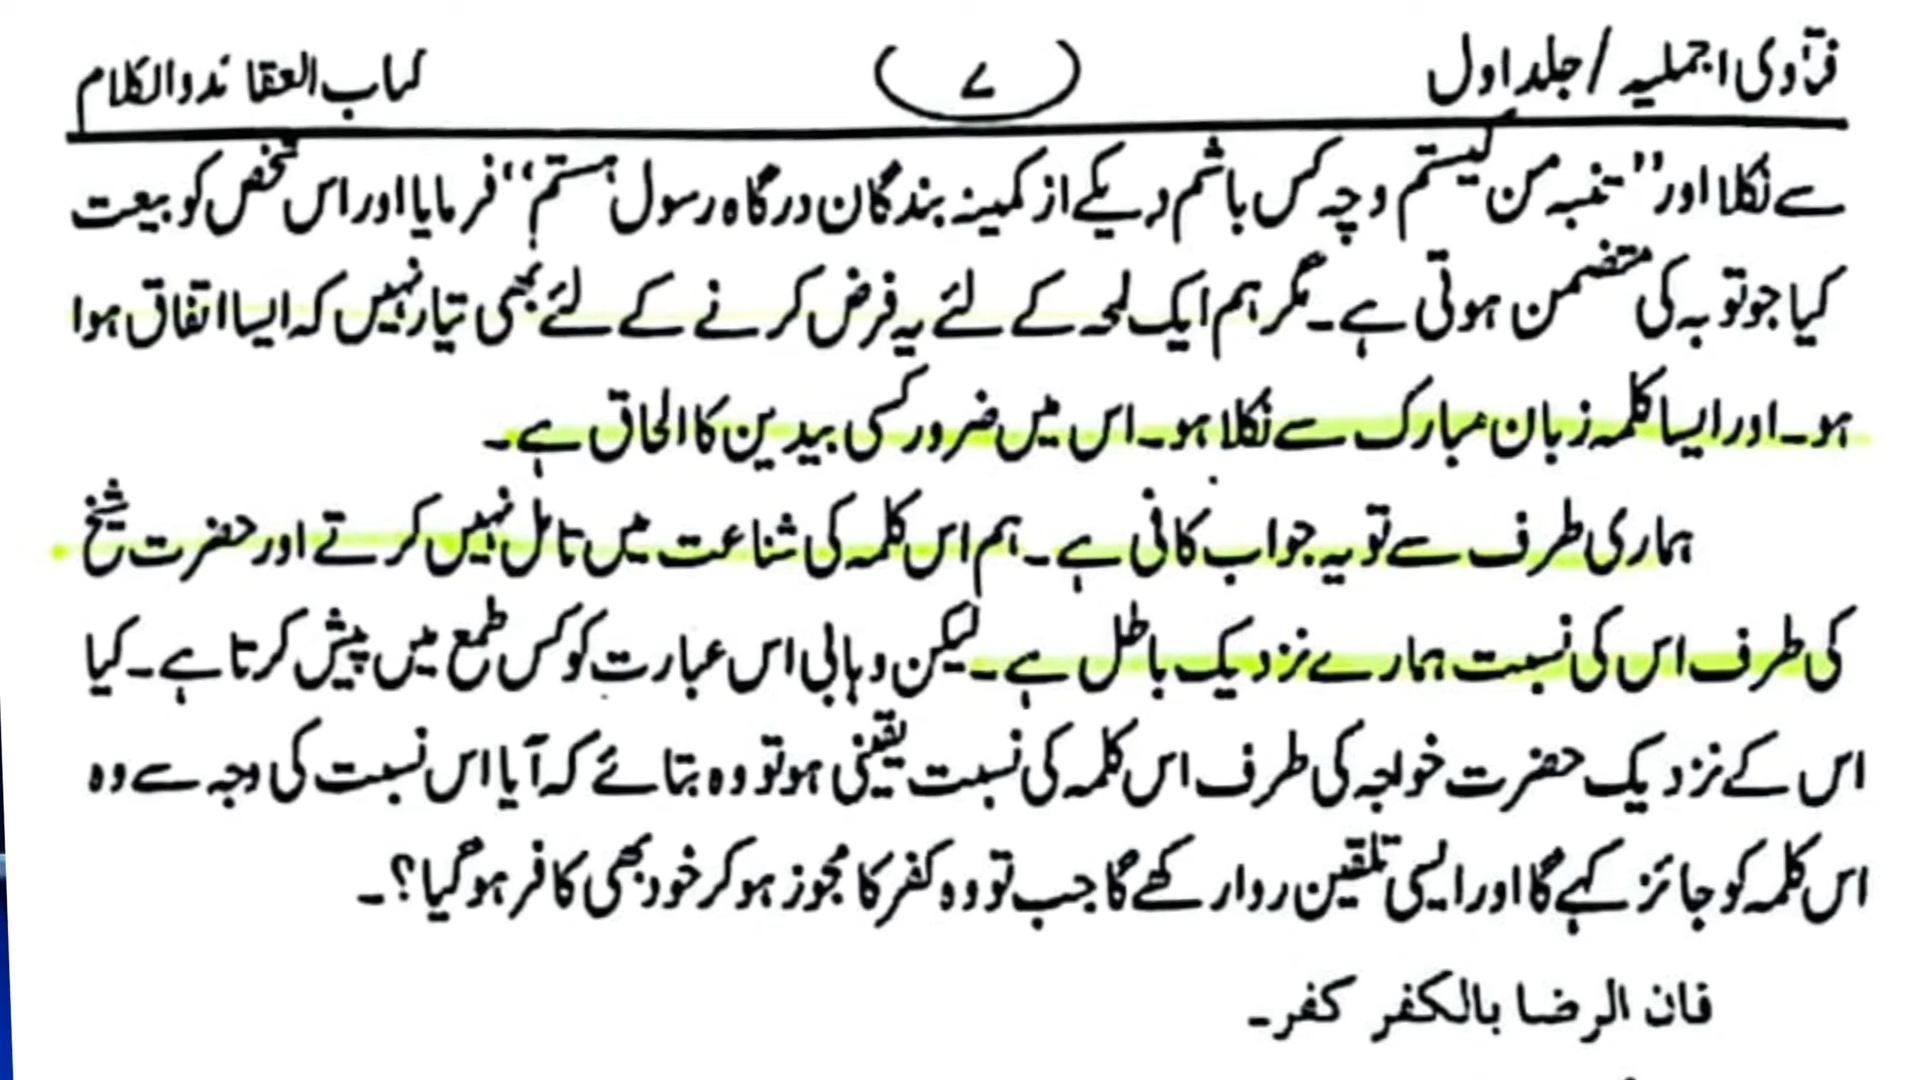 فتاوی اجملیہ / جلد اول ۷ کتاب العقائد والکلام
سے نکلا اور ”تنبہ من کیستم و چہ کس باشم و یکے از کمینہ بندگان درگاہ رسول ہستم“ فرمایا اور اس شخص کو بیعت
کیا جو توبہ کی متضمن ہوتی ہے۔ مگر ہم ایک لمحہ کے لئے یہ فرض کرنے کے لئے بھی تیار نہیں کہ ایسا اتفاق ہوا
ہو۔ اور ایسا کلمہ زبان مبارک سے نکلا ہو۔ اس میں ضرور کسی بیدین کا الحاق ہے۔
ہماری طرف سے تو یہ جواب کافی ہے۔ ہم اس کلمہ کی شناعت میں تامل نہیں کرتے اور حضرت شیخ
کی طرف اس کی نسبت ہمارے نزدیک باطل ہے۔ لیکن وہابی اس عبارت کو کس طمع میں پیش کرتا ہے۔ کیا
اس کے نزدیک حضرت خواجہ کی طرف اس کلمہ کی نسبت یقینی ہو تو وہ بتائے کہ آیا اس نسبت کی وجہ سے وہ
اس کلمہ کو جائز کہے گا اور ایسی تلقین روا رکھے گا جب تو وہ کفر کا مجوز ہو کر خود بھی کافر ہو گیا؟۔
فان الرضا بالکفر کفر۔